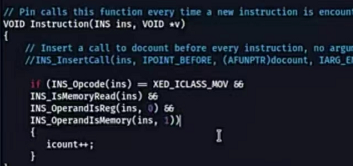 // Pin calls this function every time a new instruction is encount
VOID Instruction(INS ins, VOID *v)
{
// Insert a call to docount before every instruction, no argum
//INS_InsertCall(ins, IPOINT_BEFORE, (AFUNPTR)docount, IARG_EN
if (INS_Opcode(ins) == XED_ICLASS_MOV &&
INS_IsMemoryRead(ins) &&
INS_OperandIsReg(ins, 0) &&
INS_OperandIsMemory(ins, 1))
{
icount++;
}
}